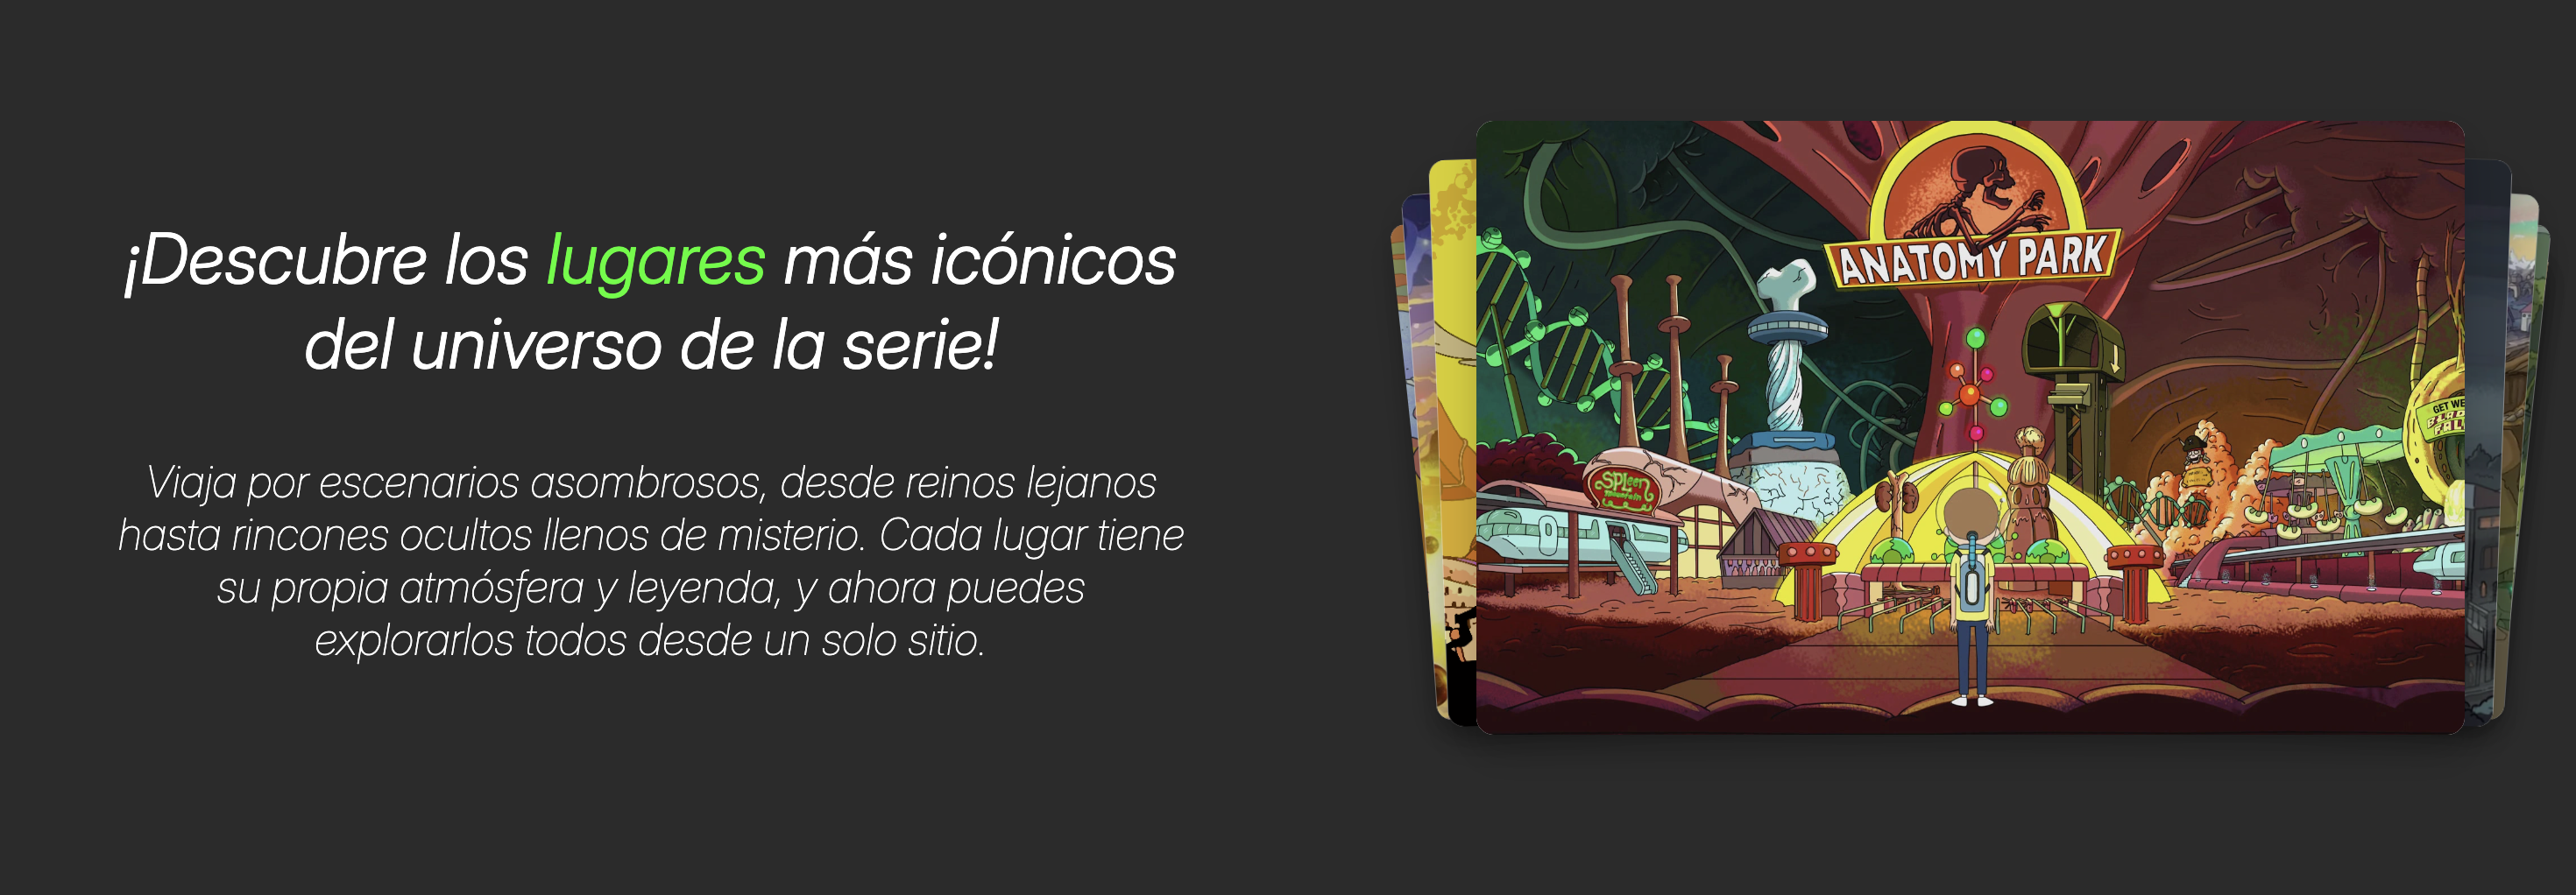 ¡Descubre los lugares más icónicos
del universo de la serie!
Viaja por escenarios asombrosos, desde reinos lejanos
hasta rincones ocultos llenos de misterio. Cada lugar tiene
su propia atmósfera y leyenda, y ahora puedes
explorarlos todos desde un solo sitio.
ANATOMY PARK
SPLeen
mountain
GET WE